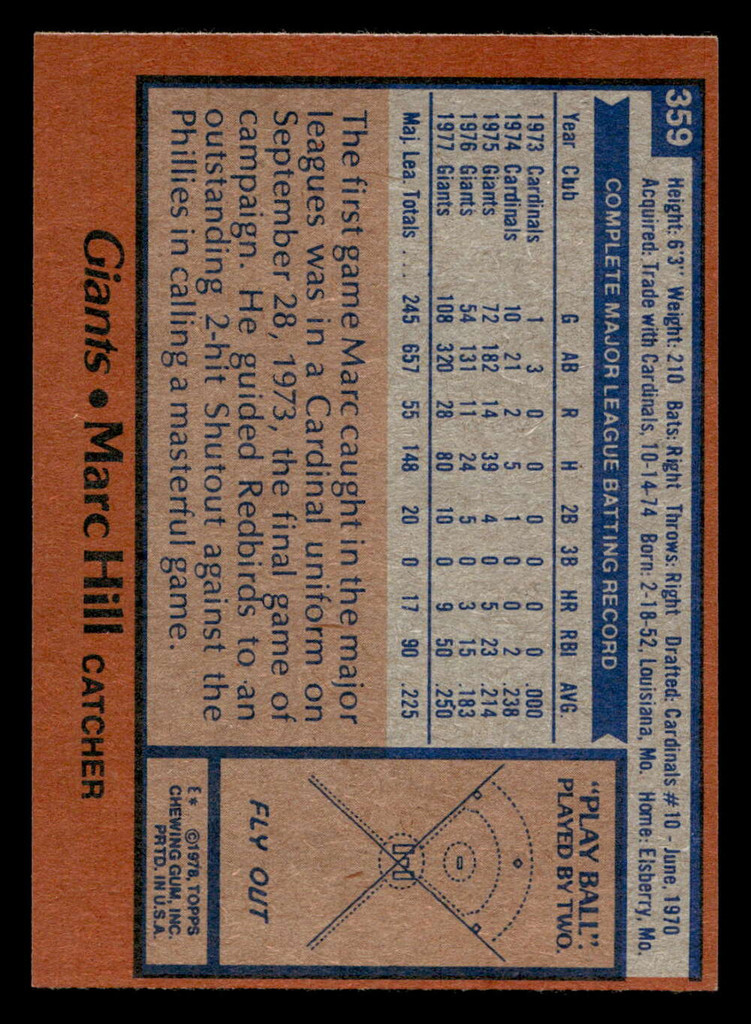 359
Height: 6'3" Weight: 210 Bats: Right Throws: Right Drafted: Cardinals #10 - June, 1970
Acquired: Trade with Cardinals, 10-14-74 Born: 2-18-52, Louisiana, Mo. Home: Elsberry, Mo.
COMPLETE MAJOR LEAGUE BATTING RECORD
Year Club G AB R H 2B 3B HR RBI AVG.
1973 Cardinals 1 3 0 0 0 0 0 0 .000
1974 Cardinals 10 21 2 5 1 0 0 2 .238
1975 Giants 72 182 14 39 4 0 5 23 .214
1976 Giants 54 131 11 24 5 0 3 15 .183
1977 Giants 108 320 28 80 10 0 9 50 .250
Maj. Lea. Totals ... 245 657 55 148 20 0 17 90 .225
The first game Marc caught in the major
leagues was in a Cardinal uniform on
September 28, 1973, the final game of
campaign. He guided Redbirds to an
outstanding 2-hit Shutout against the
Phillies in calling a masterful game.
"PLAY BALL":
PLAYED BY TWO.
FLY OUT
E* ©1978, TOPPS
CHEWING GUM, INC.
PRTD. IN U.S.A.
Giants • Marc Hill CATCHER